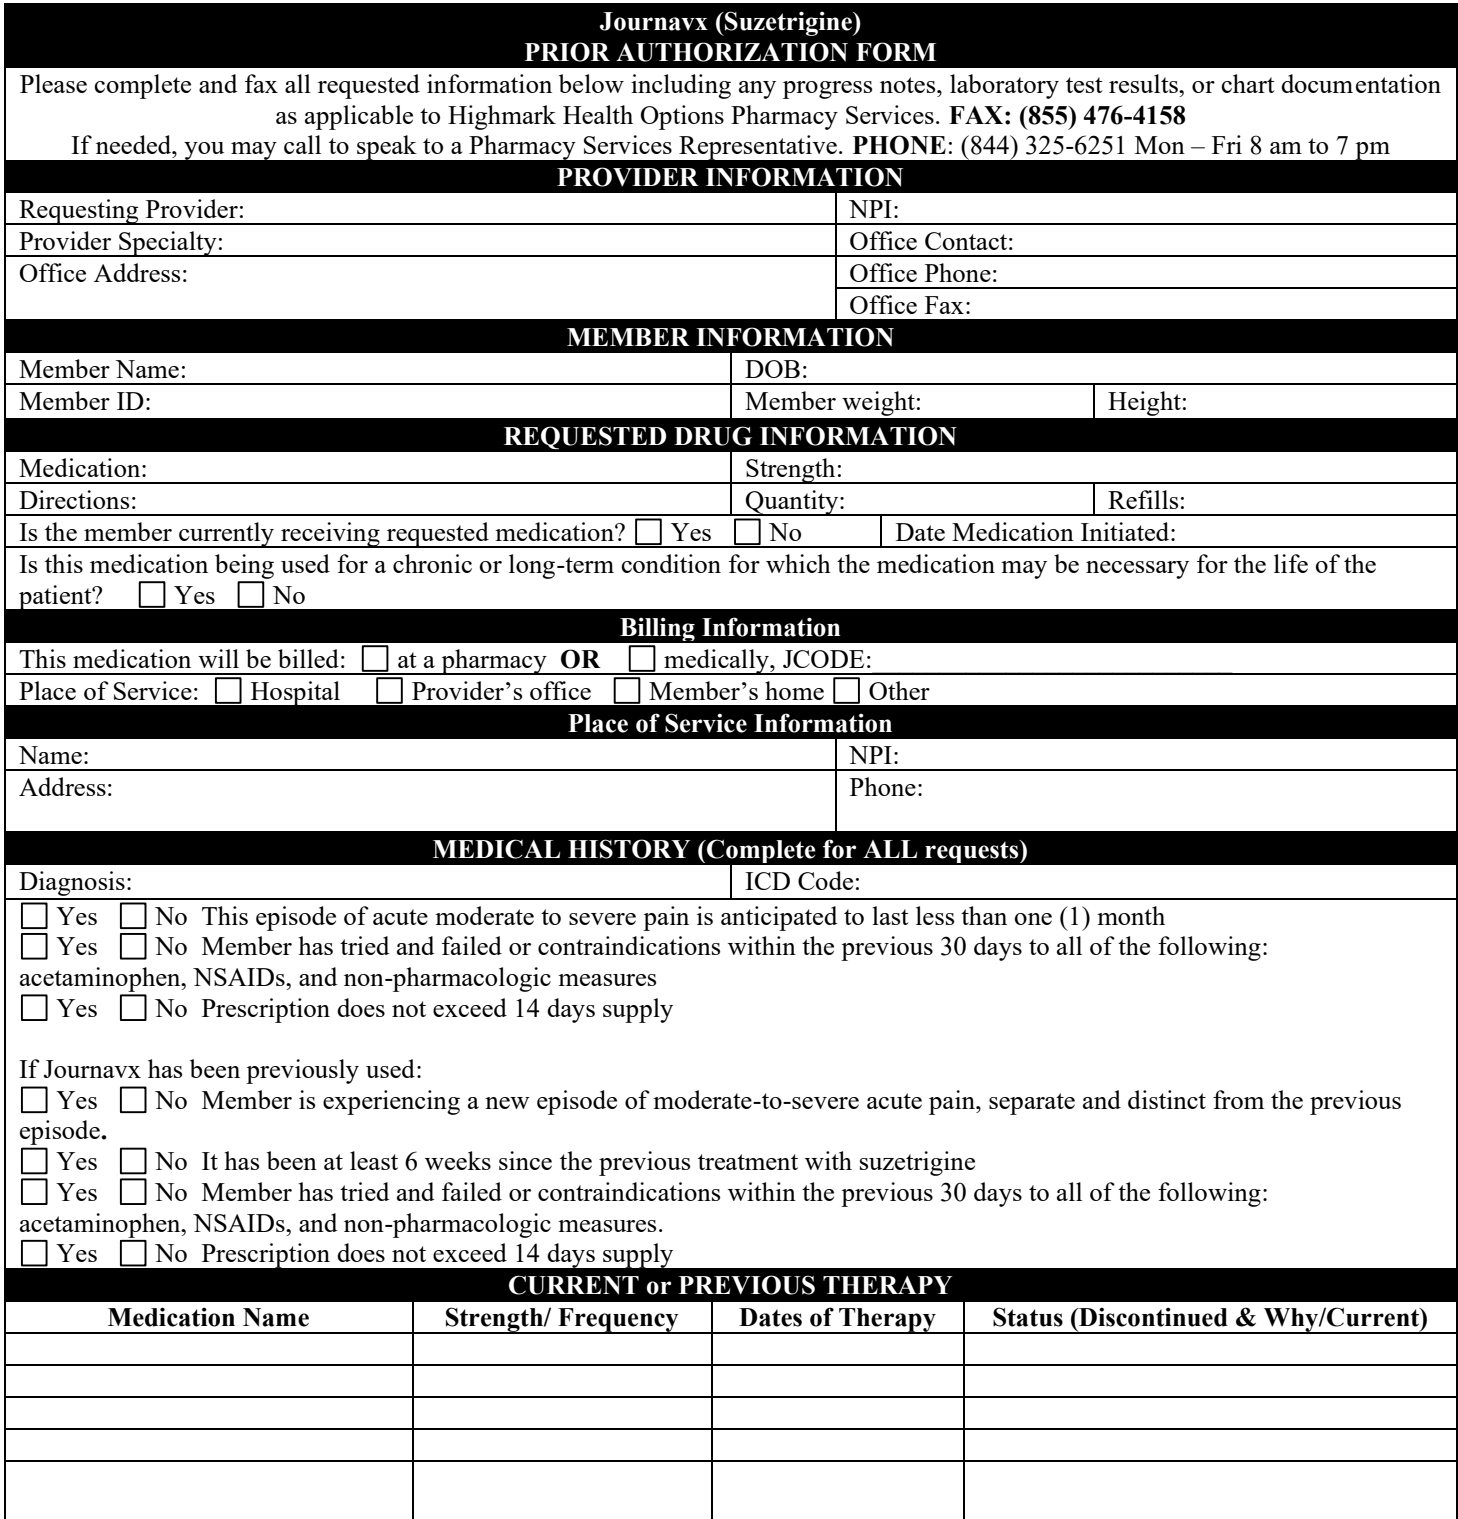 Journavx (Suzetrigine)
PRIOR AUTHORIZATION FORM
Please complete and fax all requested information below including any progress notes, laboratory test results, or chart documentation
as applicable to Highmark Health Options Pharmacy Services. FAX: (855) 476-4158
If needed, you may call to speak to a Pharmacy Services Representative. PHONE: (844) 325-6251 Mon – Fri 8 am to 7 pm
PROVIDER INFORMATION
Requesting Provider: NPI:
Provider Specialty: Office Contact:
Office Address: Office Phone:
Office Fax:
MEMBER INFORMATION
Member Name: DOB:
Member ID: Member weight: Height:
REQUESTED DRUG INFORMATION
Medication: Strength:
Directions: Quantity: Refills:
Is the member currently receiving requested medication? ☐ Yes ☐ No Date Medication Initiated:
Is this medication being used for a chronic or long-term condition for which the medication may be necessary for the life of the
patient? ☐ Yes ☐ No
Billing Information
This medication will be billed: ☐ at a pharmacy OR ☐ medically, JCODE: ____________________
Place of Service: ☐ Hospital ☐ Provider’s office ☐ Member’s home ☐ Other
Place of Service Information
Name: NPI:
Address: Phone:
MEDICAL HISTORY (Complete for ALL requests)
Diagnosis: ICD Code:
☐ Yes ☐ No This episode of acute moderate to severe pain is anticipated to last less than one (1) month
☐ Yes ☐ No Member has tried and failed or contraindications within the previous 30 days to all of the following:
acetaminophen, NSAIDs, and non-pharmacologic measures
☐ Yes ☐ No Prescription does not exceed 14 days supply
If Journavx has been previously used:
☐ Yes ☐ No Member is experiencing a new episode of moderate-to-severe acute pain, separate and distinct from the previous
episode.
☐ Yes ☐ No It has been at least 6 weeks since the previous treatment with suzetrigine
☐ Yes ☐ No Member has tried and failed or contraindications within the previous 30 days to all of the following:
acetaminophen, NSAIDs, and non-pharmacologic measures.
☐ Yes ☐ No Prescription does not exceed 14 days supply
CURRENT or PREVIOUS THERAPY
Medication Name Strength/ Frequency Dates of Therapy Status (Discontinued & Why/Current)